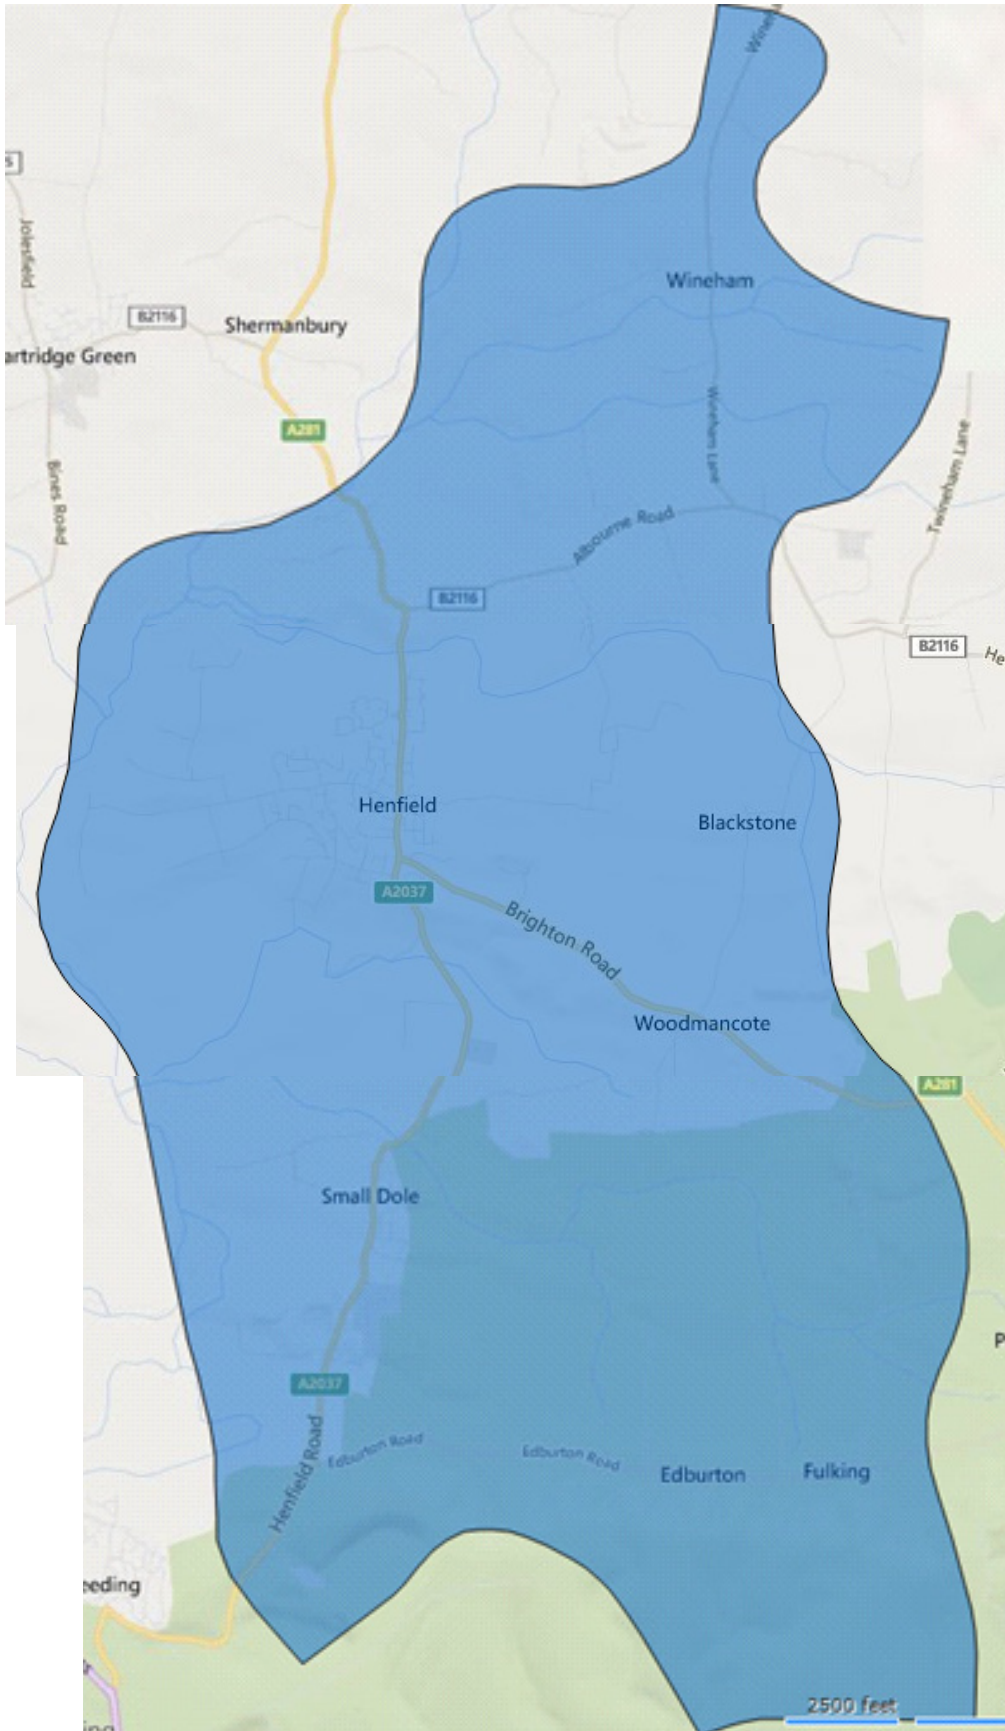 Jolesfield
B2116
Shermanbury
artridge Green
Wineham
A281
Wineham Lane
Twineham Lane
Bines Road
Albourne Road
B2116
B2116
He
Henfield
Blackstone
A2037
Brighton Road
Woodmancote
A281
Small Dole
P
A2037
Henfield Road
Edburton Road
Edburton Road
Edburton
Fulking
eeding
2500 feet
ing